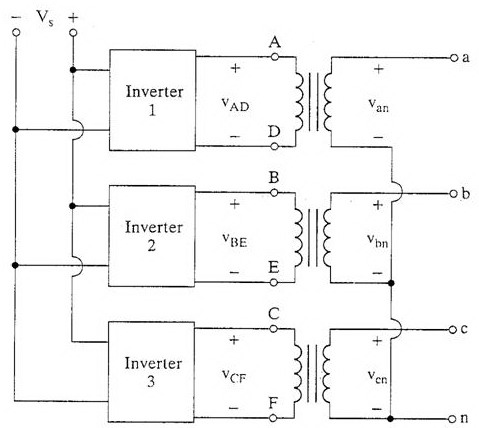 − Vs +
A
a
Inverter
1
+
vAD
−
+
van
−
D
B
b
Inverter
2
+
vBE
−
+
vbn
−
E
C
c
Inverter
3
+
vCF
−
+
vcn
−
F
n